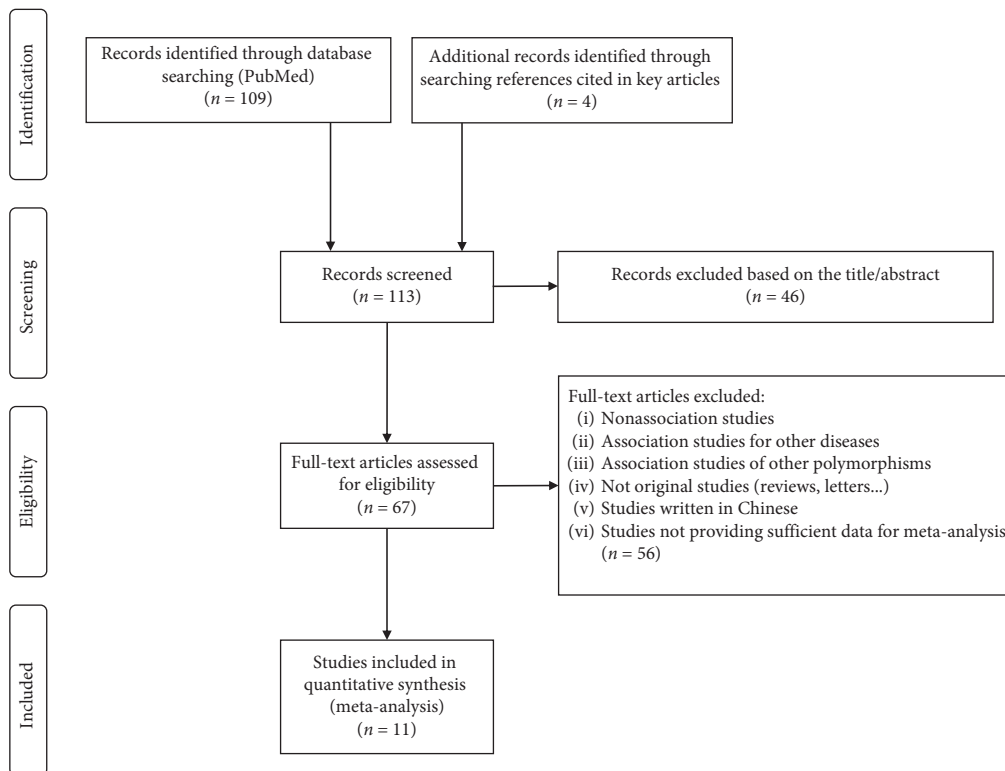 Identification
Records identified through database
searching (PubMed)
(n = 109)
Additional records identified through
searching references cited in key articles
(n = 4)
Screening
Records screened
(n = 113)
Records excluded based on the title/abstract
(n = 46)
Eligibility
Full-text articles assessed
for eligibility
(n = 67)
Full-text articles excluded:
(i) Nonassociation studies
(ii) Association studies for other diseases
(iii) Association studies of other polymorphisms
(iv) Not original studies (reviews, letters...)
(v) Studies written in Chinese
(vi) Studies not providing sufficient data for meta-analysis
(n = 56)
Included
Studies included in
quantitative synthesis
(meta-analysis)
(n = 11)